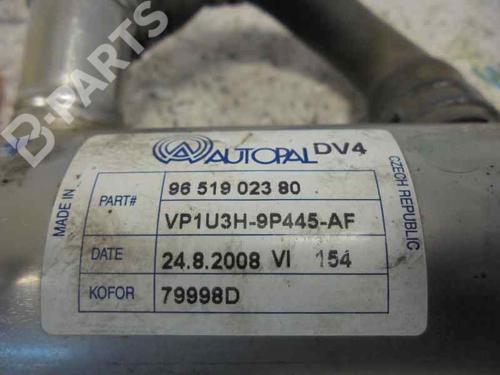 B-PARTS
AUTOPAL DV4
MADE IN
CZECH REPUBLIC
PART# 96 519 023 80
VP1U3H-9P445-AF
DATE 24.8.2008 VI 154
KOFOR 79998D